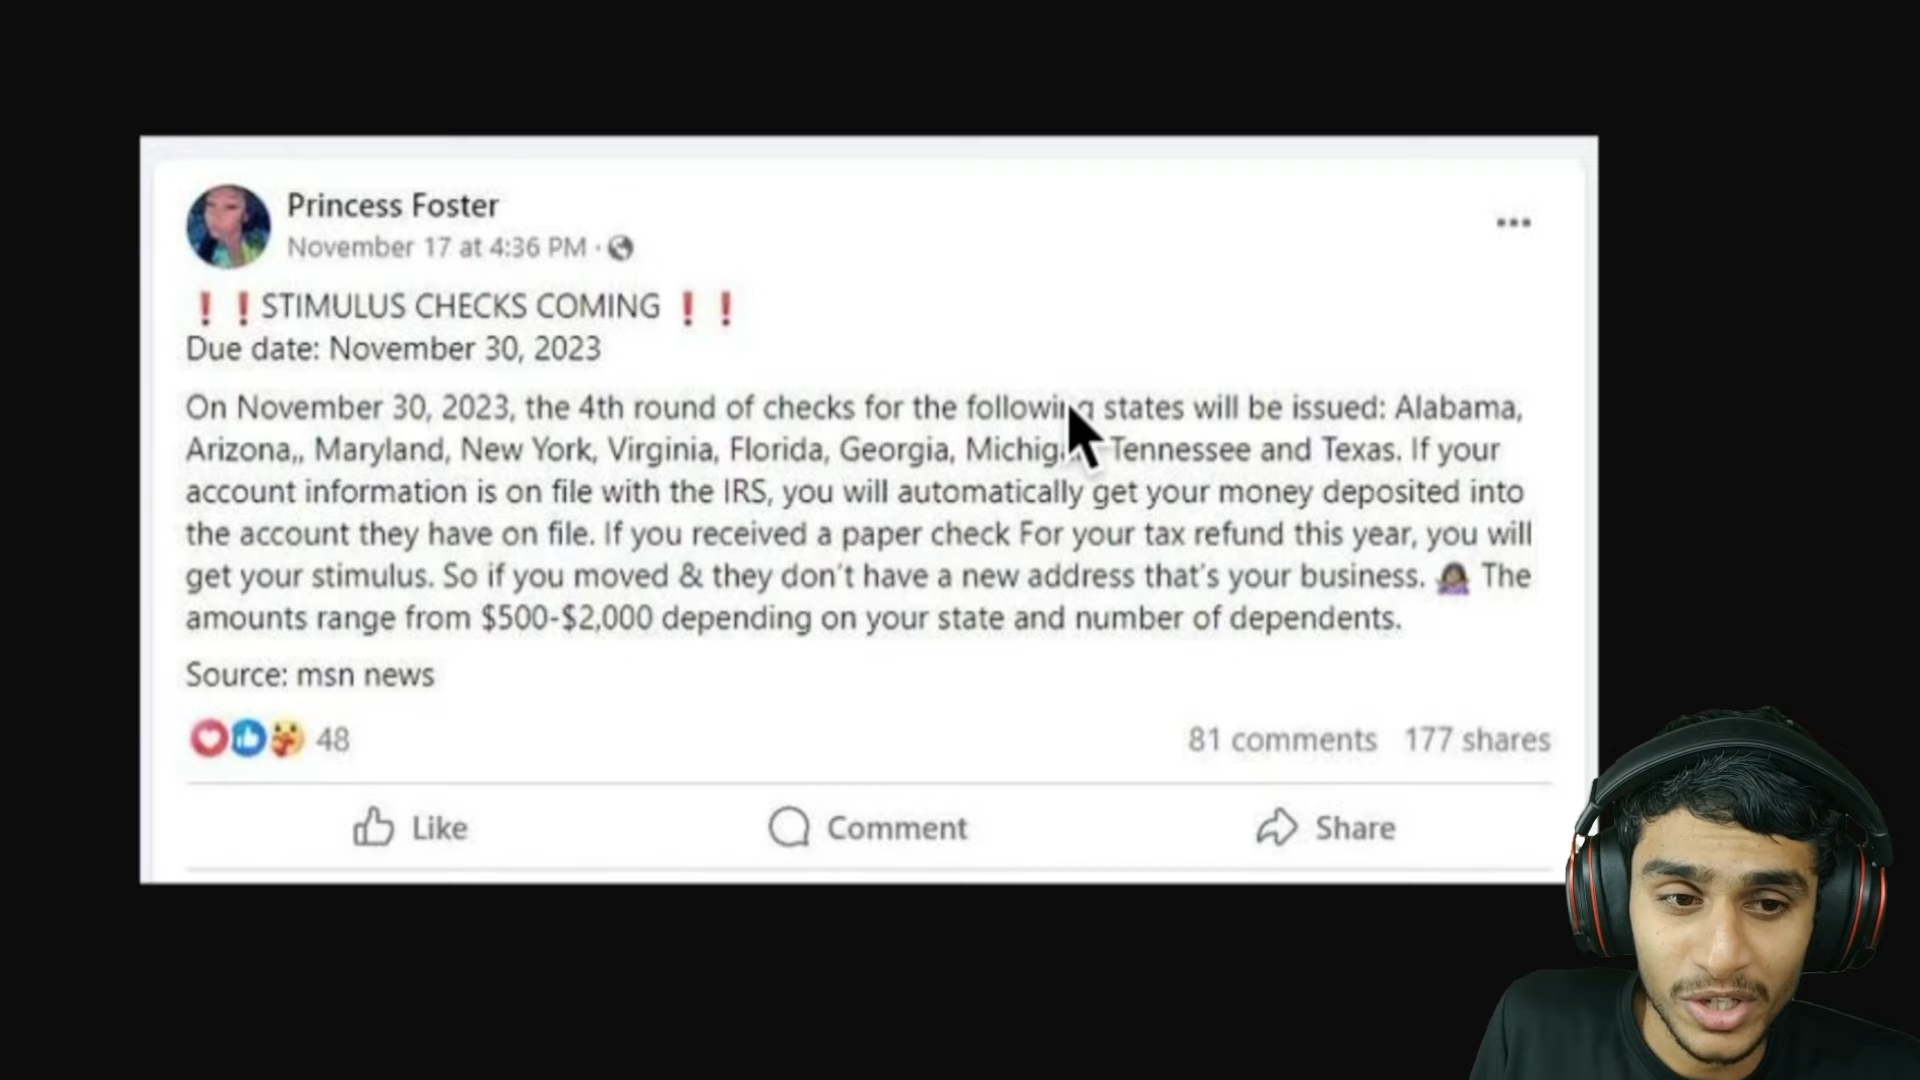 Princess Foster
November 17 at 4:36 PM ·
❗❗STIMULUS CHECKS COMING ❗❗
Due date: November 30, 2023
On November 30, 2023, the 4th round of checks for the following states will be issued: Alabama,
Arizona,, Maryland, New York, Virginia, Florida, Georgia, Tennessee and Texas. If your
account information is on file with the IRS, you will automatically get your money deposited into
the account they have on file. If you received a paper check For your tax refund this year, you will
get your stimulus. So if you moved & they don't have a new address that's your business. 🤷🏾‍♀️ The
amounts range from $500-$2,000 depending on your state and number of dependents.
Source: msn news
48 81 comments 177 shares
Like Comment Share